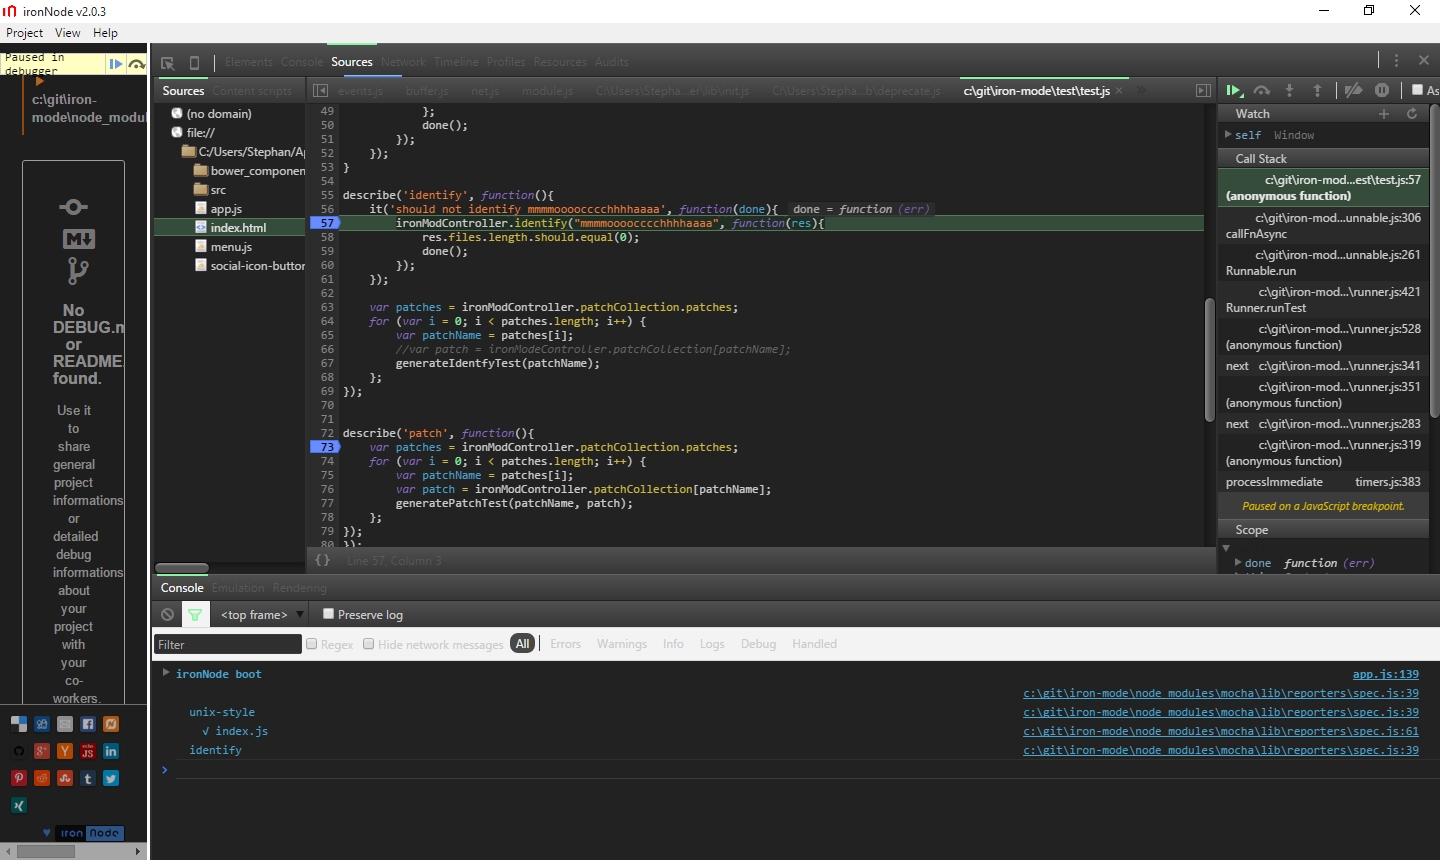 ironNode v2.0.3
Project View Help
Paused in
debugger
c:\git\iron-
mode\node_modul
No
DEBUG.m
or
README.
found.
Use it
to
share
general
project
informations
or
detailed
debug
informations
about
your
project
with
your
co-
workers.
iron Node
Elements Console Sources Network Timeline Profiles Resources Audits
Sources Content scripts
(no domain)
file://
C:/Users/Stephan/Ap
bower_componen
src
app.js
index.html
menu.js
social-icon-button
events.js buffer.js net.js module.js C:\Users\Stepha...er\lib\init.js C:\Users\Stepha...b\deprecate.js c:\git\iron-mode\test\test.js ×
49 };
50 done();
51 });
52 });
53 }
54
55 describe('identify', function(){
56 it('should not identify mmmmoooocccchhhhaaaa', function(done){ done = function (err)
57 ironModController.identify("mmmmoooocccchhhhaaaa", function(res){
58 res.files.length.should.equal(0);
59 done();
60 });
61 });
62
63 var patches = ironModController.patchCollection.patches;
64 for (var i = 0; i < patches.length; i++) {
65 var patchName = patches[i];
66 //var patch = ironModeController.patchCollection[patchName];
67 generateIdentfyTest(patchName);
68 };
69 });
70
71
72 describe('patch', function(){
73 var patches = ironModController.patchCollection.patches;
74 for (var i = 0; i < patches.length; i++) {
75 var patchName = patches[i];
76 var patch = ironModController.patchCollection[patchName];
77 generatePatchTest(patchName, patch);
78 };
79 });
80 });
{} Line 57, Column 3
As
Watch
self Window
Call Stack
c:\git\iron-mod...est\test.js:57
(anonymous function)
c:\git\iron-mod...unnable.js:306
callFnAsync
c:\git\iron-mod...unnable.js:261
Runnable.run
c:\git\iron-mod...\runner.js:421
Runner.runTest
c:\git\iron-mod...\runner.js:528
(anonymous function)
next c:\git\iron-mod...\runner.js:341
c:\git\iron-mod...\runner.js:351
(anonymous function)
next c:\git\iron-mod...\runner.js:283
c:\git\iron-mod...\runner.js:319
(anonymous function)
processImmediate timers.js:383
Paused on a JavaScript breakpoint.
Scope
done function (err)
Console Emulation Rendering
<top frame> Preserve log
Filter Regex Hide network messages All Errors Warnings Info Logs Debug Handled
ironNode boot app.js:139
c:\git\iron-mode\node_modules\mocha\lib\reporters\spec.js:39
unix-style c:\git\iron-mode\node_modules\mocha\lib\reporters\spec.js:39
√ index.js c:\git\iron-mode\node_modules\mocha\lib\reporters\spec.js:61
identify c:\git\iron-mode\node_modules\mocha\lib\reporters\spec.js:39